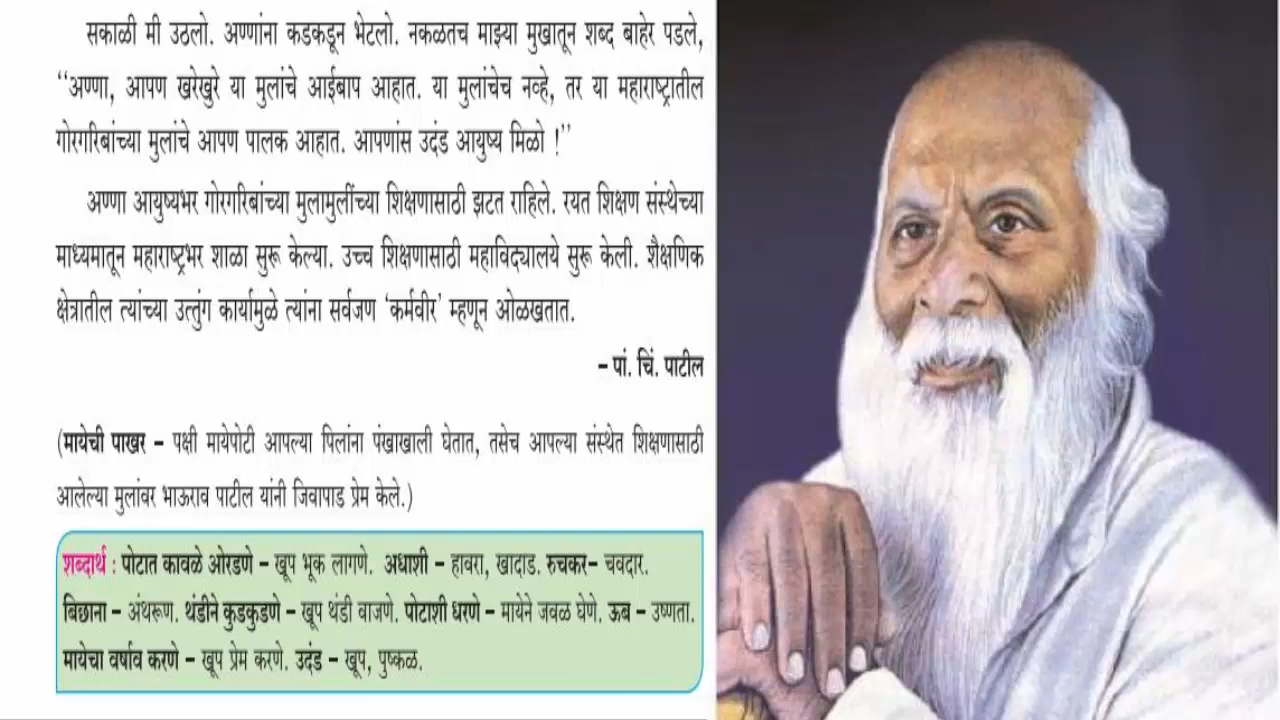 सकाळी मी उठलो. अण्णांना कडकडून भेटलो. नकळतच माझ्या मुखातून शब्द बाहेर पडले,
‘‘अण्णा, आपण खरेखुरे या मुलांचे आईबाप आहात. या मुलांचेच नव्हे, तर या महाराष्ट्रातील
गोरगरिबांच्या मुलांचे आपण पालक आहात. आपणांस उदंड आयुष्य मिळो !’’
अण्णा आयुष्यभर गोरगरिबांच्या मुलामुलींच्या शिक्षणासाठी झटत राहिले. रयत शिक्षण संस्थेच्या
माध्यमातून महाराष्ट्रभर शाळा सुरू केल्या. उच्च शिक्षणासाठी महाविद्यालये सुरू केली. शैक्षणिक
क्षेत्रातील त्यांच्या उत्तुंग कार्यामुळे त्यांना सर्वजण ‘कर्मवीर’ म्हणून ओळखतात.
– पां. चिं. पाटील
(मायेची पाखर – पक्षी मायेपोटी आपल्या पिलांना पंखाखाली घेतात, तसेच आपल्या संस्थेत शिक्षणासाठी
आलेल्या मुलांवर भाऊराव पाटील यांनी जिवापाड प्रेम केले.)
शब्दार्थ : पोटात कावळे ओरडणे – खूप भूक लागणे. अधाशी – हावरा, खादाड. रुचकर– चवदार.
बिछाना – अंथरूण. थंडीने कुडकुडणे – खूप थंडी वाजणे. पोटाशी धरणे – मायेने जवळ घेणे. ऊब – उष्णता.
मायेचा वर्षाव करणे – खूप प्रेम करणे. उदंड – खूप, पुष्कळ.